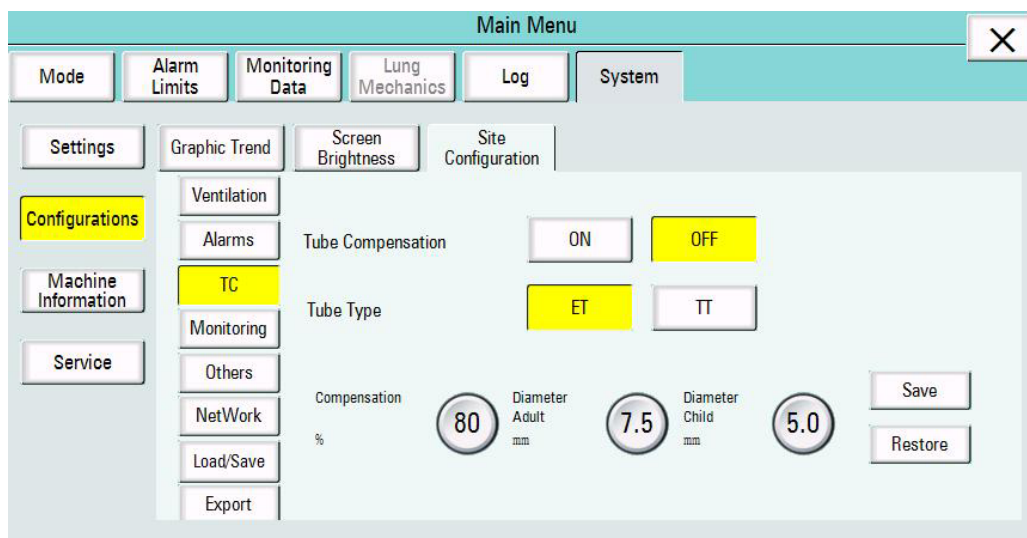 Main Menu
X
Mode
Alarm
Limits
Monitoring
Data
Lung
Mechanics
Log
System
Settings
Graphic Trend
Screen
Brightness
Site
Configuration
Configurations
Machine
Information
Service
Ventilation
Alarms
TC
Monitoring
Others
NetWork
Load/Save
Export
Tube Compensation
ON
OFF
Tube Type
ET
TT
Compensation
%
80
Diameter
Adult
mm
7.5
Diameter
Child
mm
5.0
Save
Restore